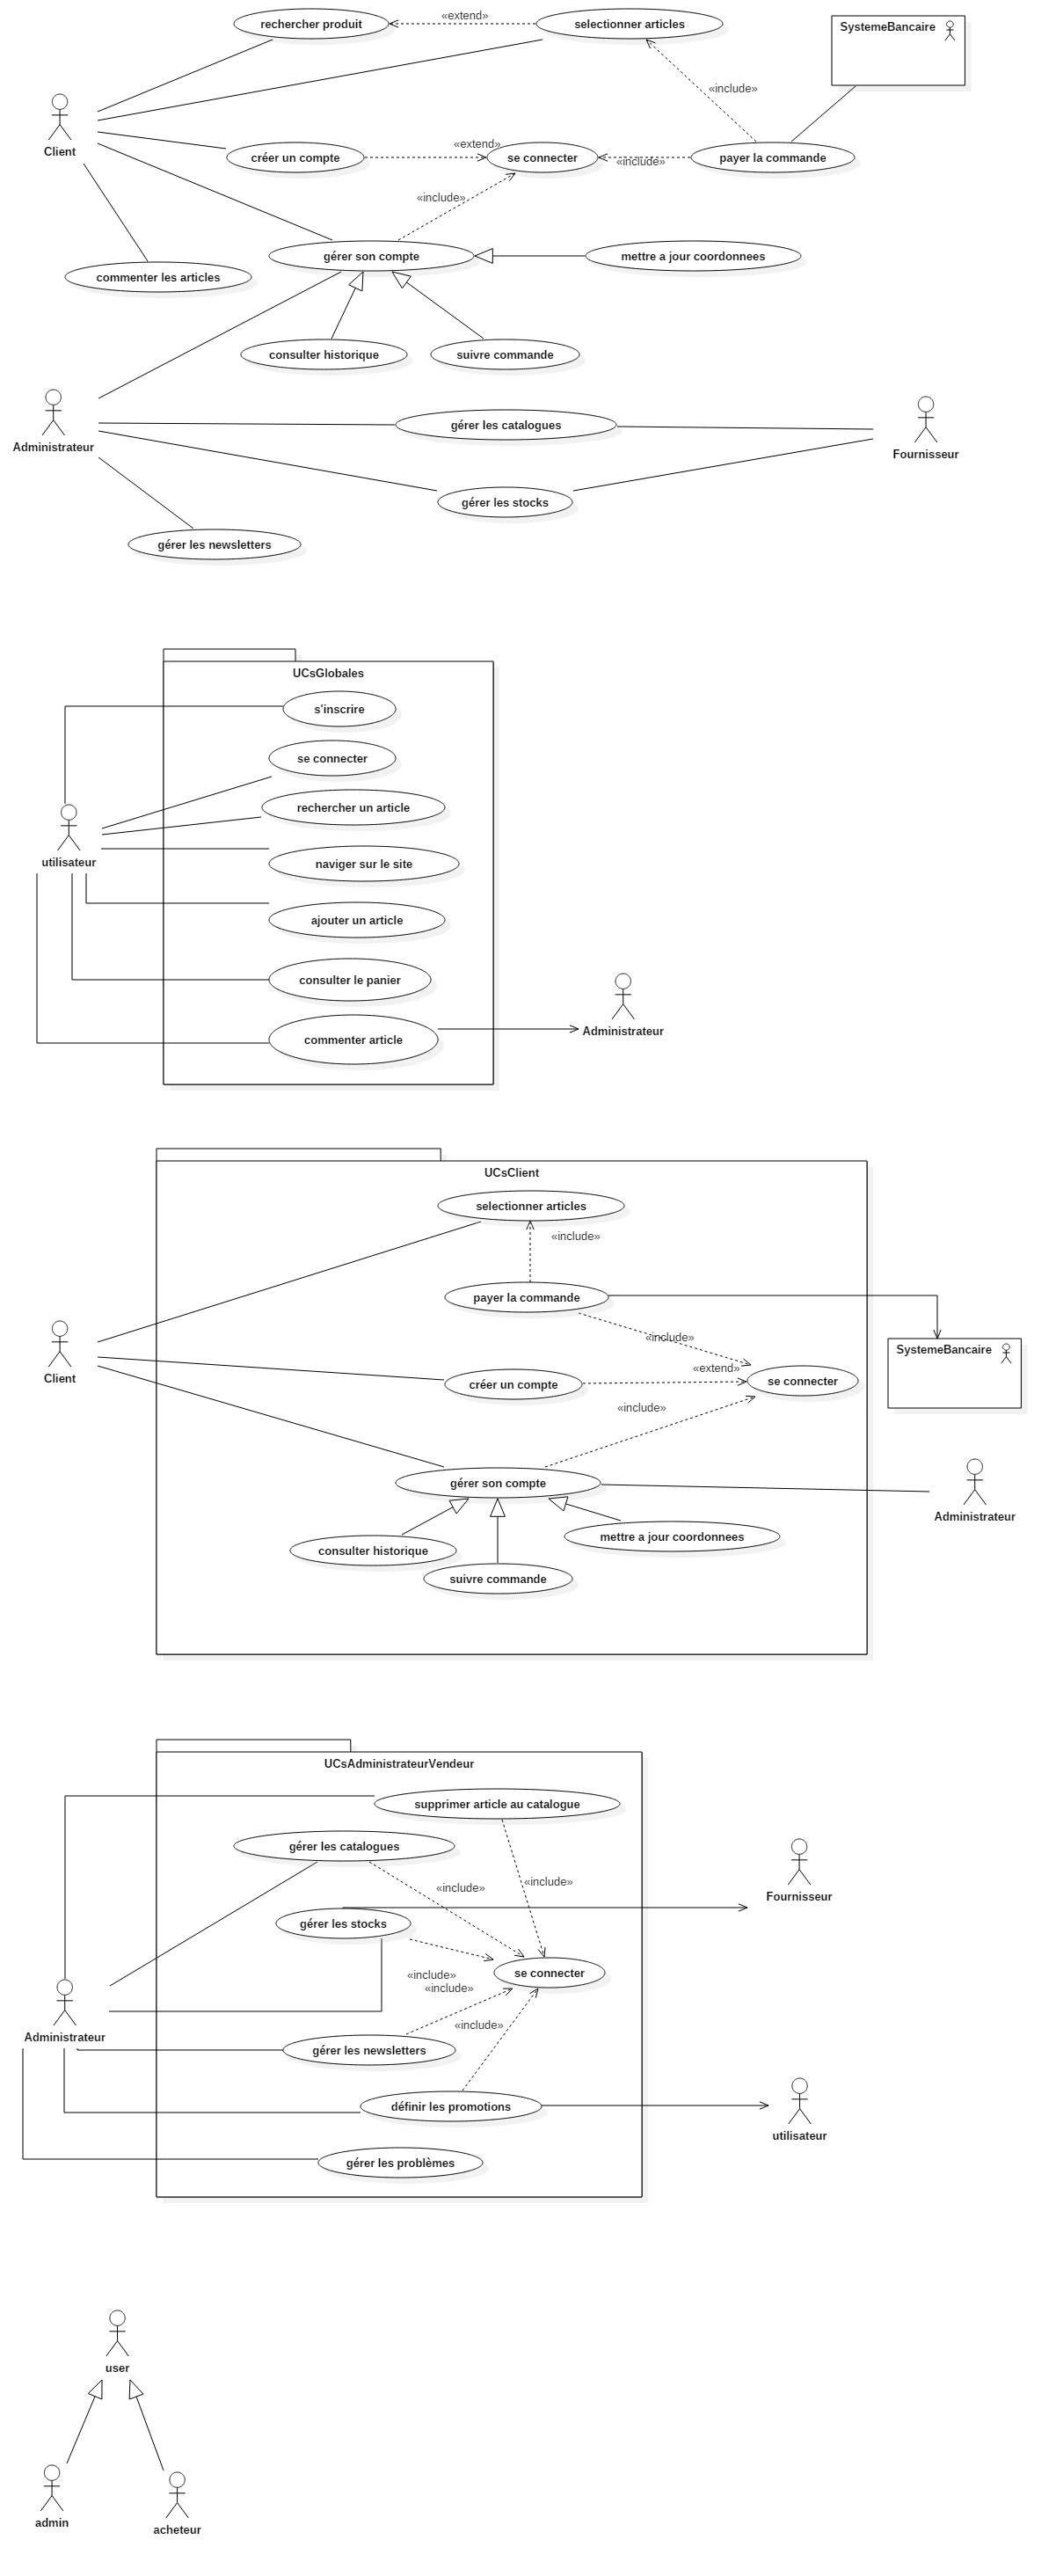 rechercher produit
«extend»
selectionner articles
SystemeBancaire
«include»
Client
créer un compte
«extend»
se connecter
«include»
payer la commande
«include»
gérer son compte
mettre a jour coordonnees
commenter les articles
consulter historique
suivre commande
Administrateur
gérer les catalogues
Fournisseur
gérer les stocks
gérer les newsletters
UCsGlobales
s'inscrire
se connecter
rechercher un article
utilisateur
naviger sur le site
ajouter un article
consulter le panier
Administrateur
commenter article
UCsClient
selectionner articles
«include»
payer la commande
«include»
SystemeBancaire
Client
«extend»
créer un compte
se connecter
«include»
gérer son compte
Administrateur
mettre a jour coordonnees
consulter historique
suivre commande
UCsAdministrateurVendeur
supprimer article au catalogue
gérer les catalogues
«include»
«include»
Fournisseur
gérer les stocks
se connecter
«include»
«include»
«include»
Administrateur
gérer les newsletters
définir les promotions
utilisateur
gérer les problèmes
user
admin
acheteur